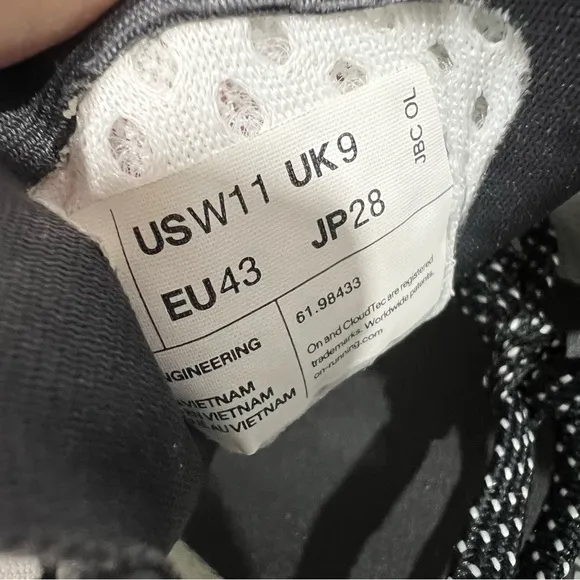 USW11 UK9
JBC OL
EU43 JP28
61.98433
On and CloudTec are registered
trademarks. Worldwide patents.
on-running.com
VIETNAM
VIETNAM
AU VIETNAM